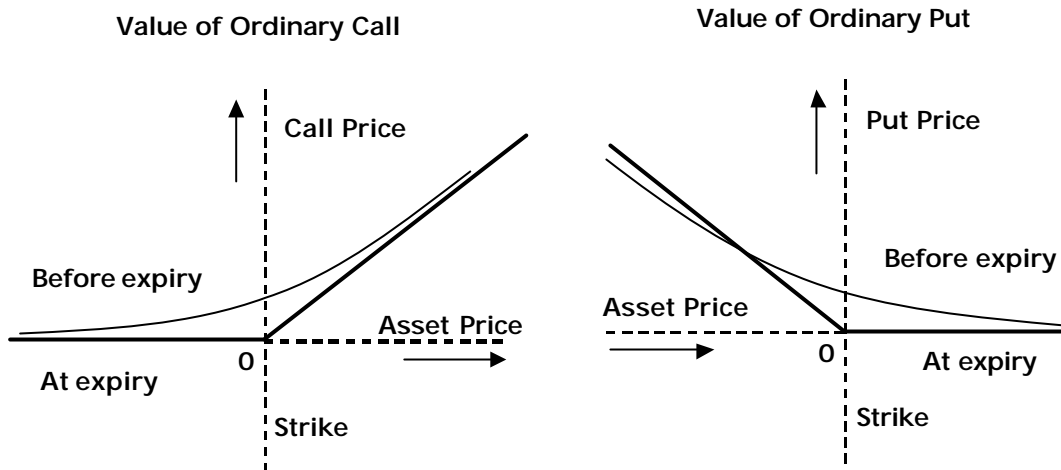 Value of Ordinary Call
Call Price
Before expiry
Asset Price
0
At expiry
Strike
Value of Ordinary Put
Put Price
Before expiry
Asset Price
0
At expiry
Strike